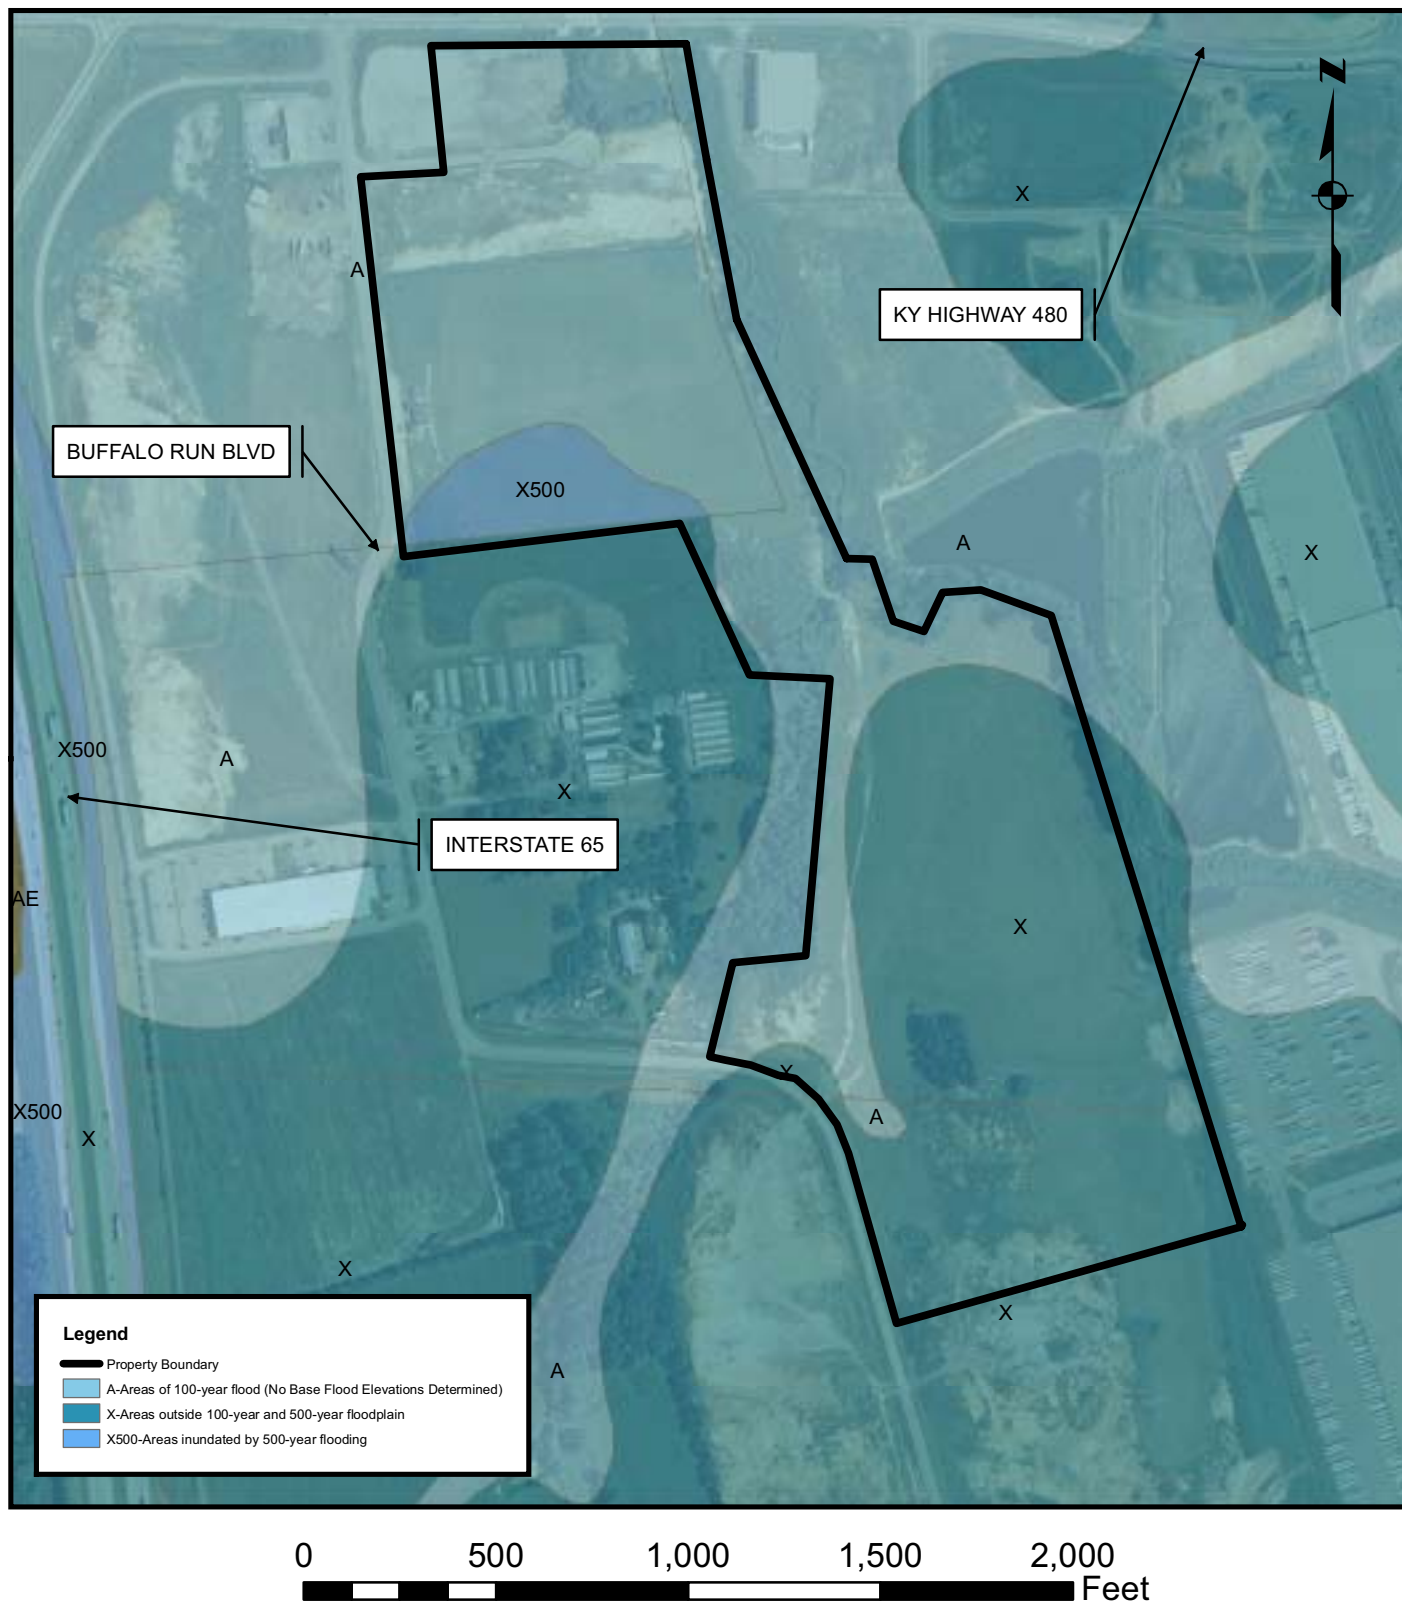 N
X
A
KY HIGHWAY 480
BUFFALO RUN BLVD
X500
A
X
X500
A
X
INTERSTATE 65
AE
X
X
A
X500
X
X
X
A
Legend
Property Boundary
A-Areas of 100-year flood (No Base Flood Elevations Determined)
X-Areas outside 100-year and 500-year floodplain
X500-Areas inundated by 500-year flooding
0 500 1,000 1,500 2,000
Feet